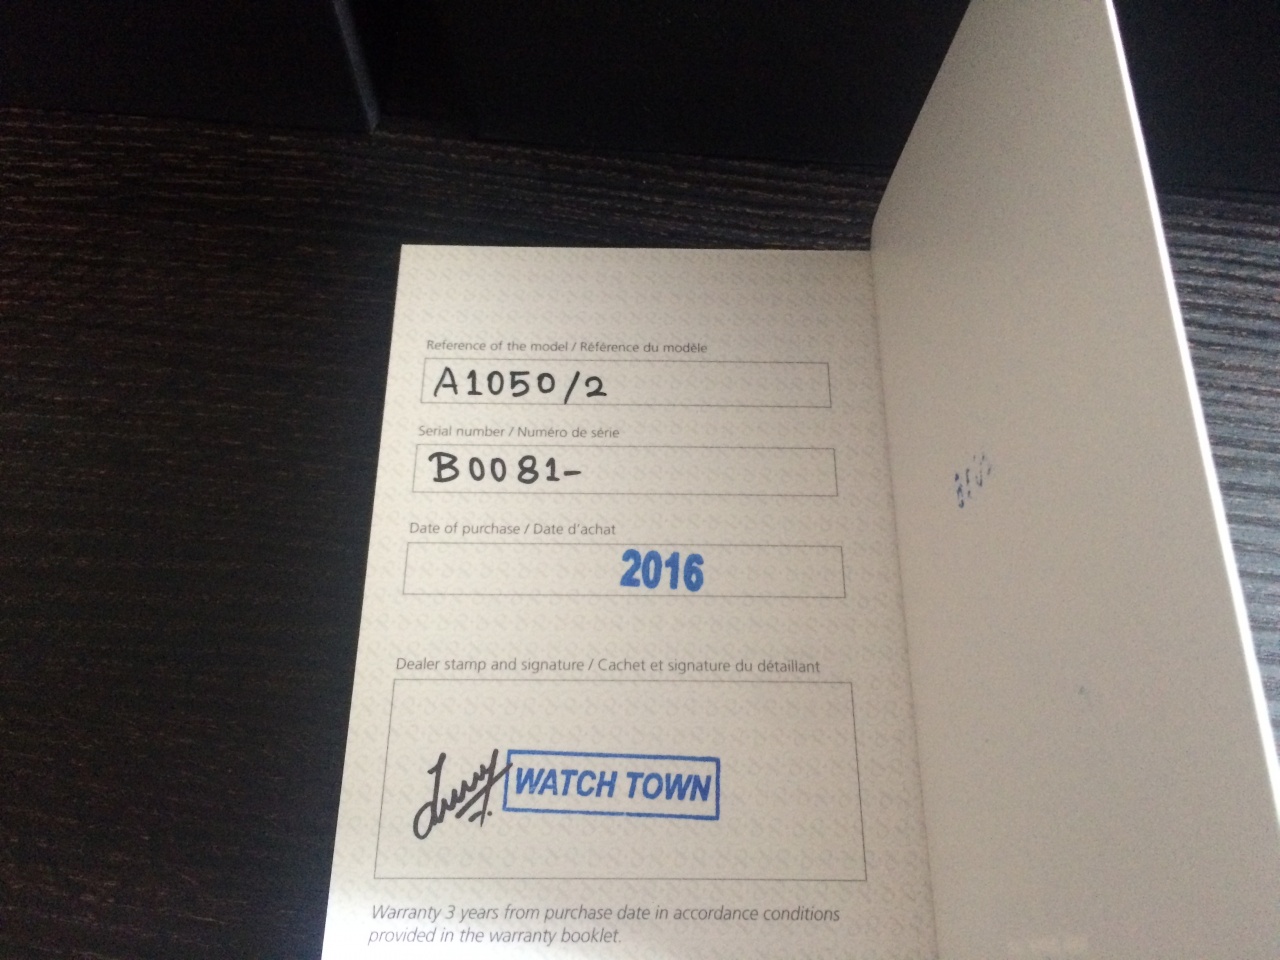 Reference of the model / Référence du modèle
A1050/2
Serial number / Numéro de série
B0081-
Date of purchase / Date d'achat
2016
Dealer stamp and signature / Cachet et signature du détaillant
WATCH TOWN
Warranty 3 years from purchase date in accordance conditions
provided in the warranty booklet.